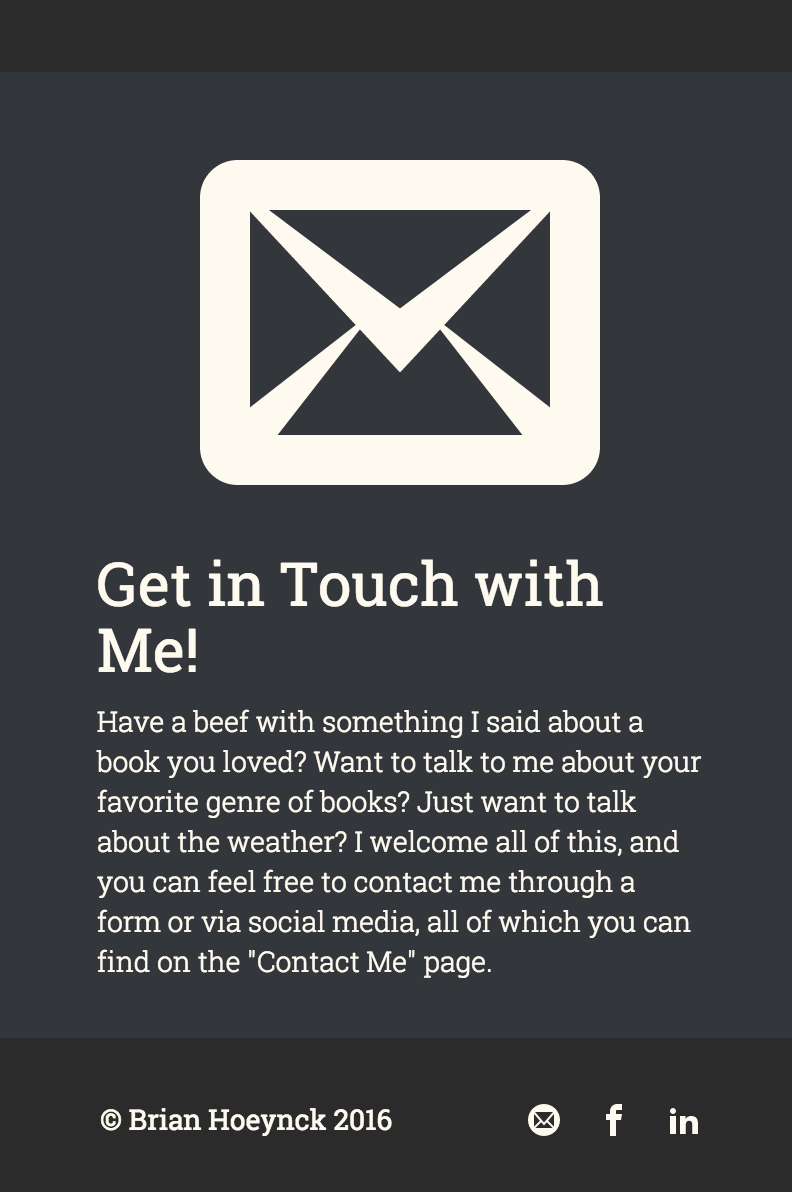 Get in Touch with
Me!
Have a beef with something I said about a
book you loved? Want to talk to me about your
favorite genre of books? Just want to talk
about the weather? I welcome all of this, and
you can feel free to contact me through a
form or via social media, all of which you can
find on the "Contact Me" page.
© Brian Hoeynck 2016